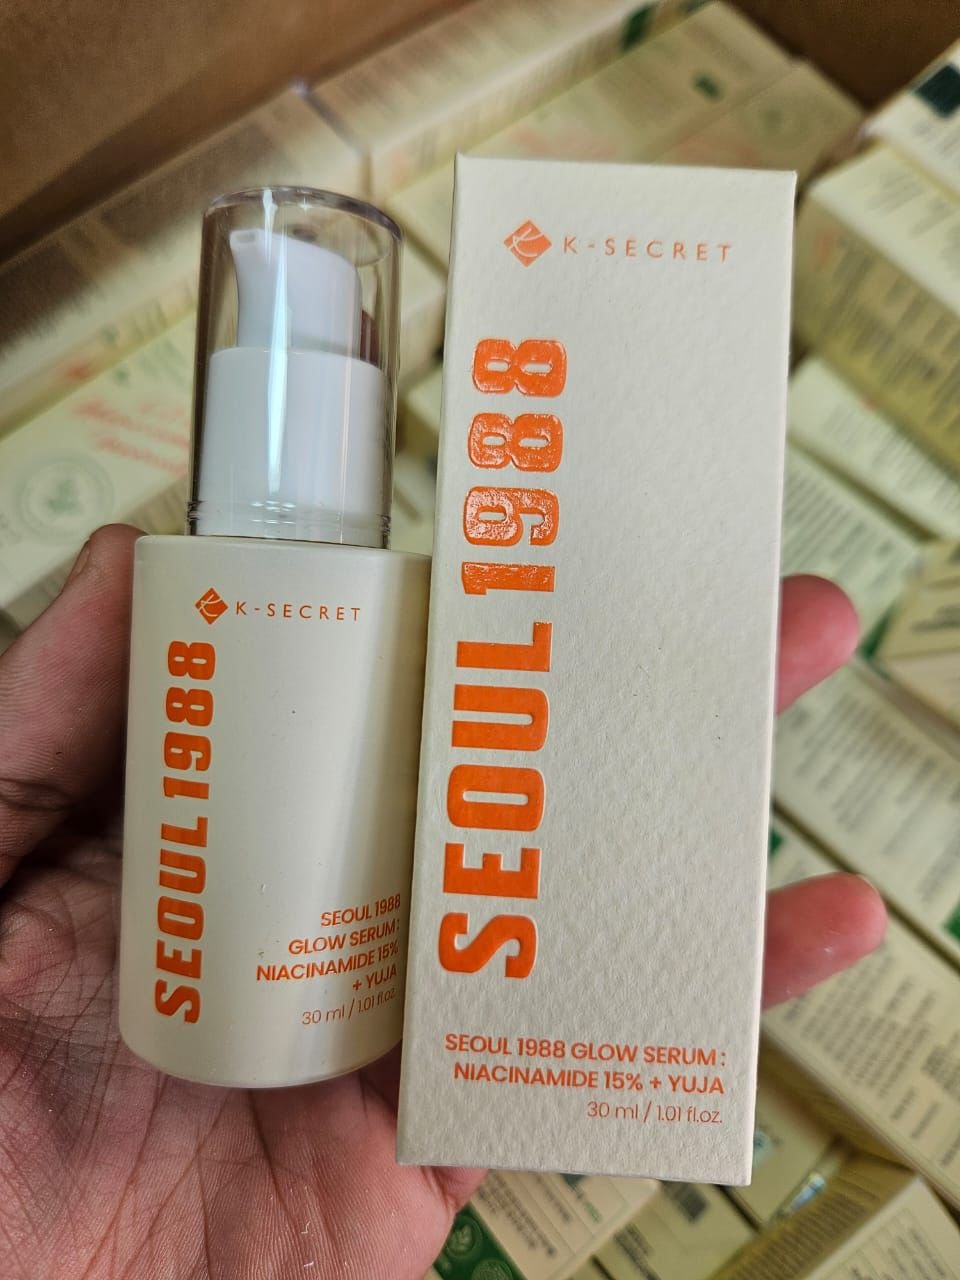 K-SECRET
SEOUL 1988
SEOUL 1988
GLOW SERUM :
NIACINAMIDE 15%
+ YUJA
30 ml / 1.01 fl.oz.
K-SECRET
SEOUL 1988
SEOUL 1988 GLOW SERUM :
NIACINAMIDE 15% + YUJA
30 ml / 1.01 fl.oz.